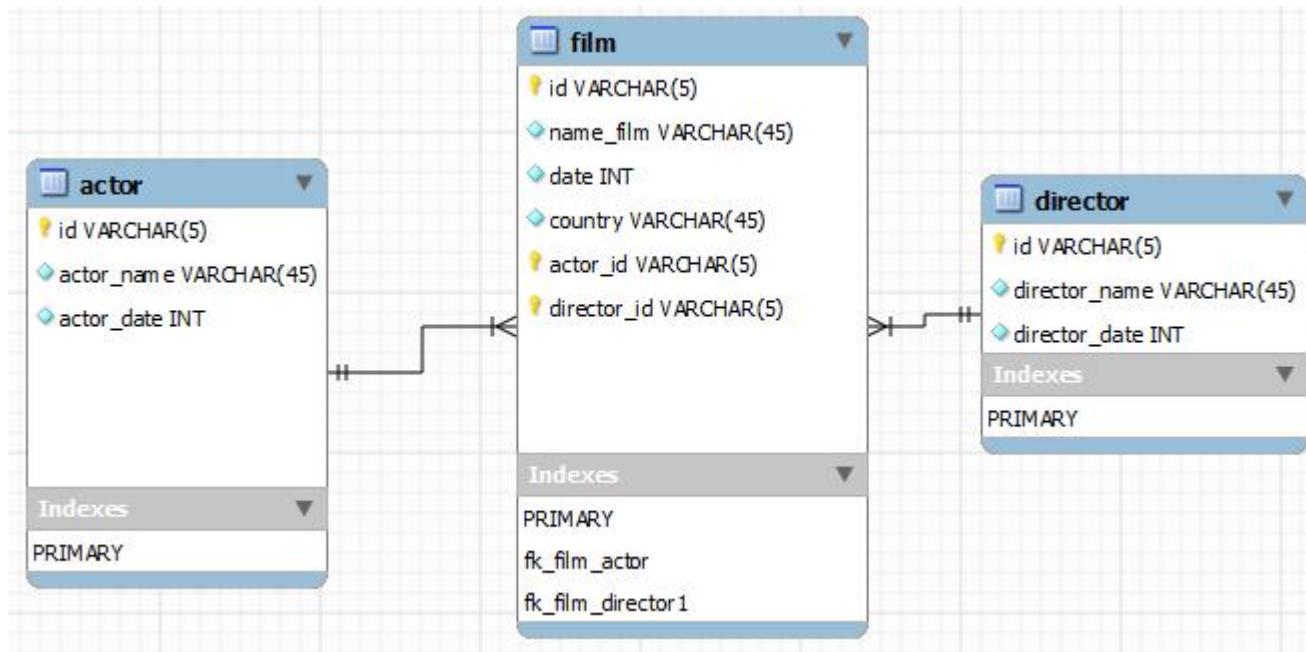 actor
id VARCHAR(5)
actor_name VARCHAR(45)
actor_date INT
Indexes
PRIMARY
film
id VARCHAR(5)
name_film VARCHAR(45)
date INT
country VARCHAR(45)
actor_id VARCHAR(5)
director_id VARCHAR(5)
Indexes
PRIMARY
fk_film_actor
fk_film_director1
director
id VARCHAR(5)
director_name VARCHAR(45)
director_date INT
Indexes
PRIMARY